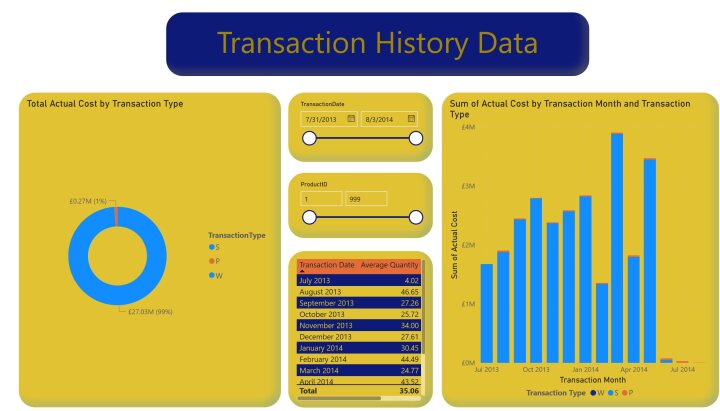 Transaction History Data
Total Actual Cost by Transaction Type
£0.27M (1%)
£27.03M (99%)
TransactionType
S
P
W
TransactionDate
7/31/2013
8/3/2014
ProductID
1
999
Transaction Date Average Quantity
July 2013 4.02
August 2013 46.65
September 2013 27.26
October 2013 25.72
November 2013 34.00
December 2013 27.61
January 2014 30.45
February 2014 44.49
March 2014 24.77
April 2014 43.52
Total 35.06
Sum of Actual Cost by Transaction Month and Transaction
Type
£4M
£3M
£2M
£1M
£0M
Sum of Actual Cost
Jul 2013 Oct 2013 Jan 2014 Apr 2014 Jul 2014
Transaction Month
Transaction Type W S P